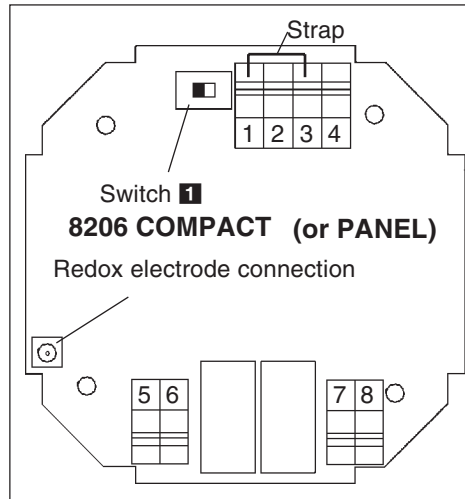 Strap
1 2 3 4
Switch 1
8206 COMPACT (or PANEL)
Redox electrode connection
5 6 7 8